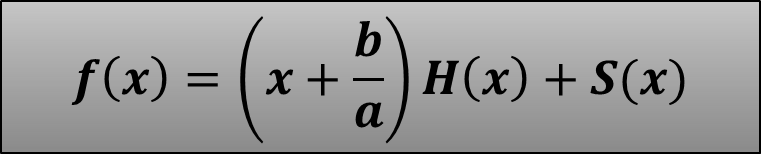 f(x) = (x + b/a) H(x) + S(x)